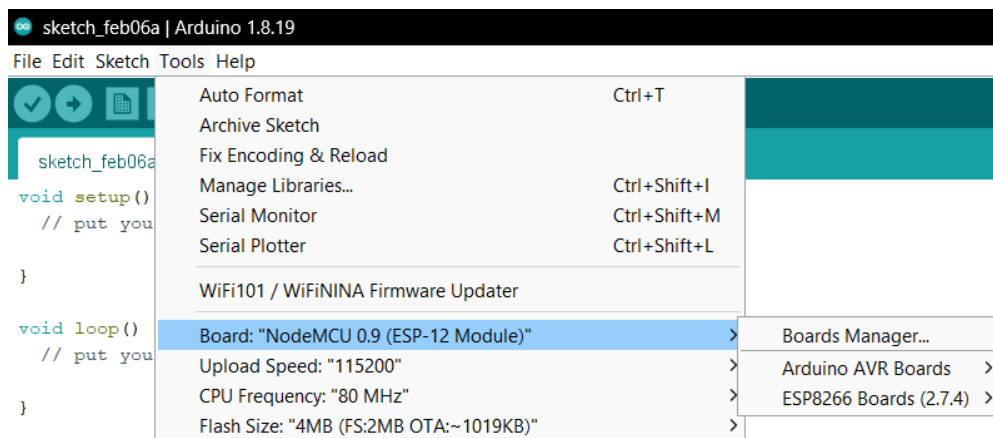 sketch_feb06a | Arduino 1.8.19
File Edit Sketch Tools Help
sketch_feb06a
void setup()
// put you
}
void loop()
// put you
}
Auto Format Ctrl+T
Archive Sketch
Fix Encoding & Reload
Manage Libraries... Ctrl+Shift+I
Serial Monitor Ctrl+Shift+M
Serial Plotter Ctrl+Shift+L
WiFi101 / WiFiNINA Firmware Updater
Board: "NodeMCU 0.9 (ESP-12 Module)"
Upload Speed: "115200"
CPU Frequency: "80 MHz"
Flash Size: "4MB (FS:2MB OTA:~1019KB)"
Boards Manager...
Arduino AVR Boards
ESP8266 Boards (2.7.4)